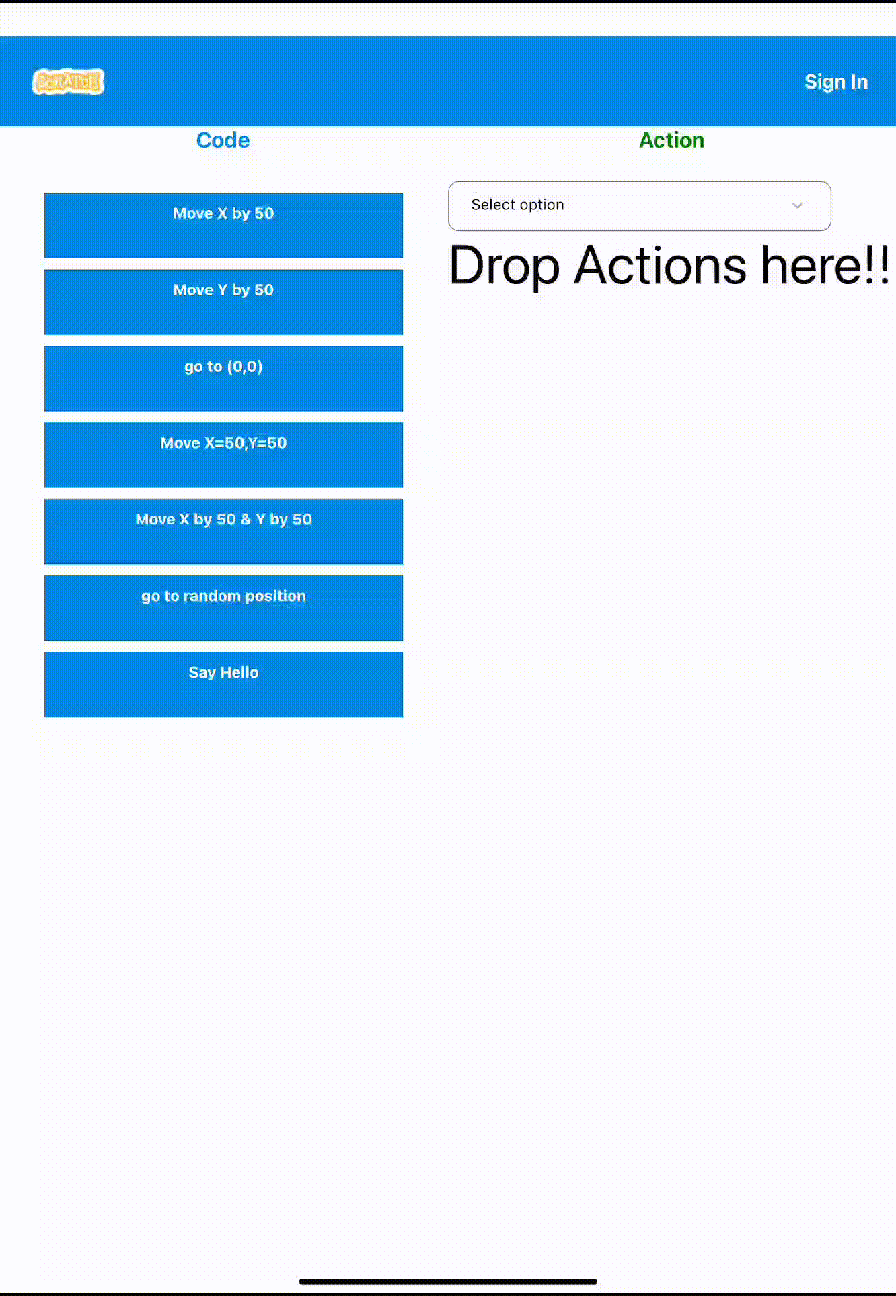 SCRATCH
Sign In
Code
Action
Move X by 50
Select option
Drop Actions here!!
Move Y by 50
go to (0,0)
Move X=50,Y=50
Move X by 50 & Y by 50
go to random position
Say Hello